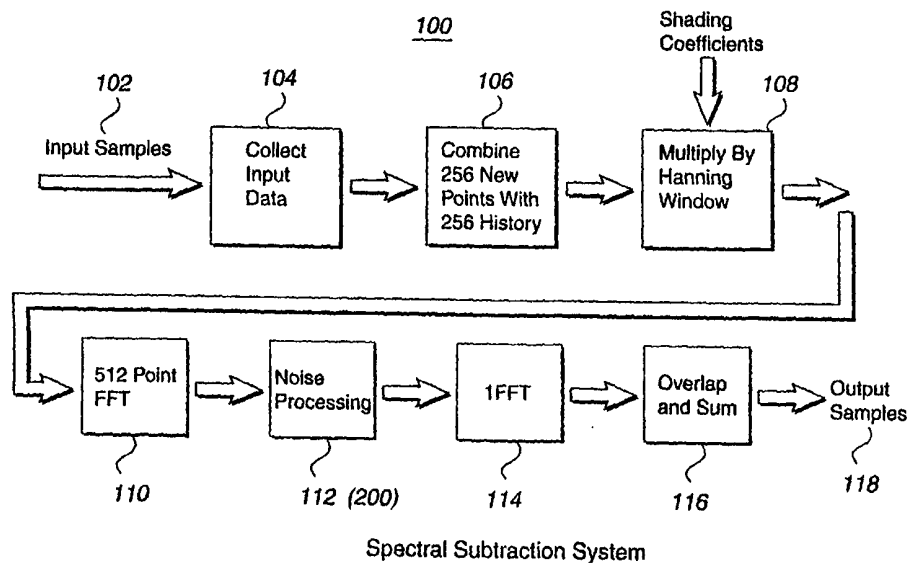 100
Shading
Coefficients
102
104
106
108
Input Samples
Collect
Input
Data
Combine
256 New
Points With
256 History
Multiply By
Hanning
Window
512 Point
FFT
Noise
Processing
1FFT
Overlap
and Sum
Output
Samples
110
112 (200)
114
116
118
Spectral Subtraction System